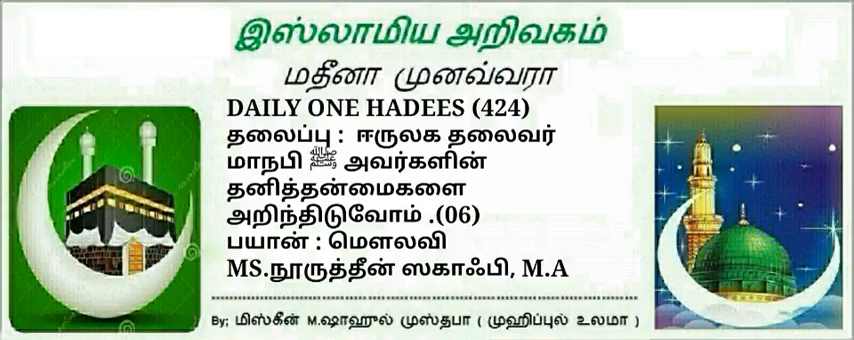 இஸ்லாமிய அறிவகம்
மதீனா முனவ்வரா
DAILY ONE HADEES (424)
தலைப்பு : ஈருலக தலைவர்
மாநபி ﷺ அவர்களின்
தனித்தன்மைகளை
அறிந்திடுவோம் .(06)
பயான் : மௌலவி
MS.நூருத்தீன் ஸகாஃபி, M.A
By; மிஸ்கீன் M.ஷாஹுல் முஸ்தபா ( முஹிப்புல் உலமா )